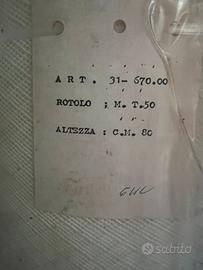 ART. 31-670.00
ROTOLO ; M.T.50
ALTEZZA : C.M. 80
subito